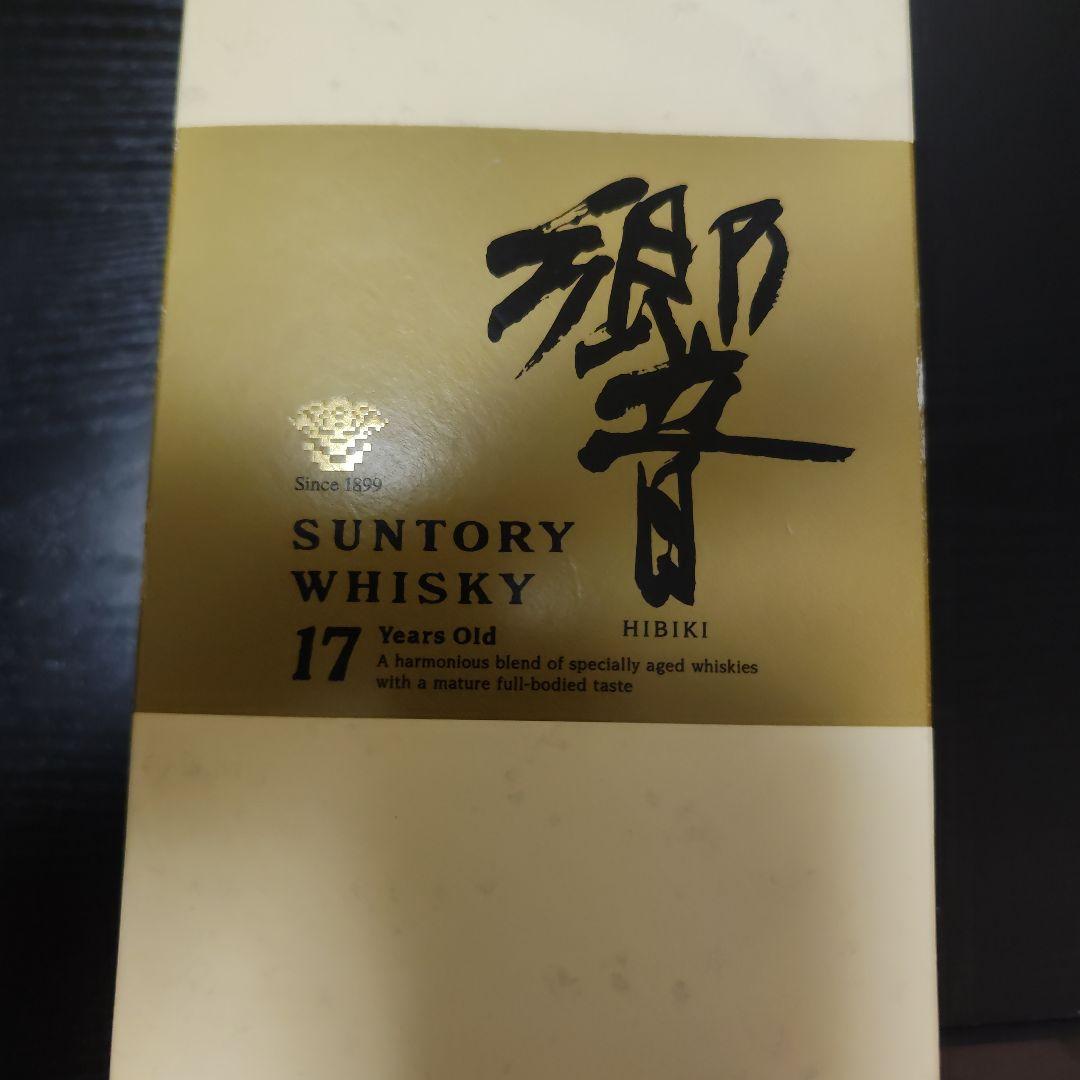 響
HIBIKI
Since 1899
SUNTORY
WHISKY
17 Years Old
A harmonious blend of specially aged whiskies
with a mature full-bodied taste